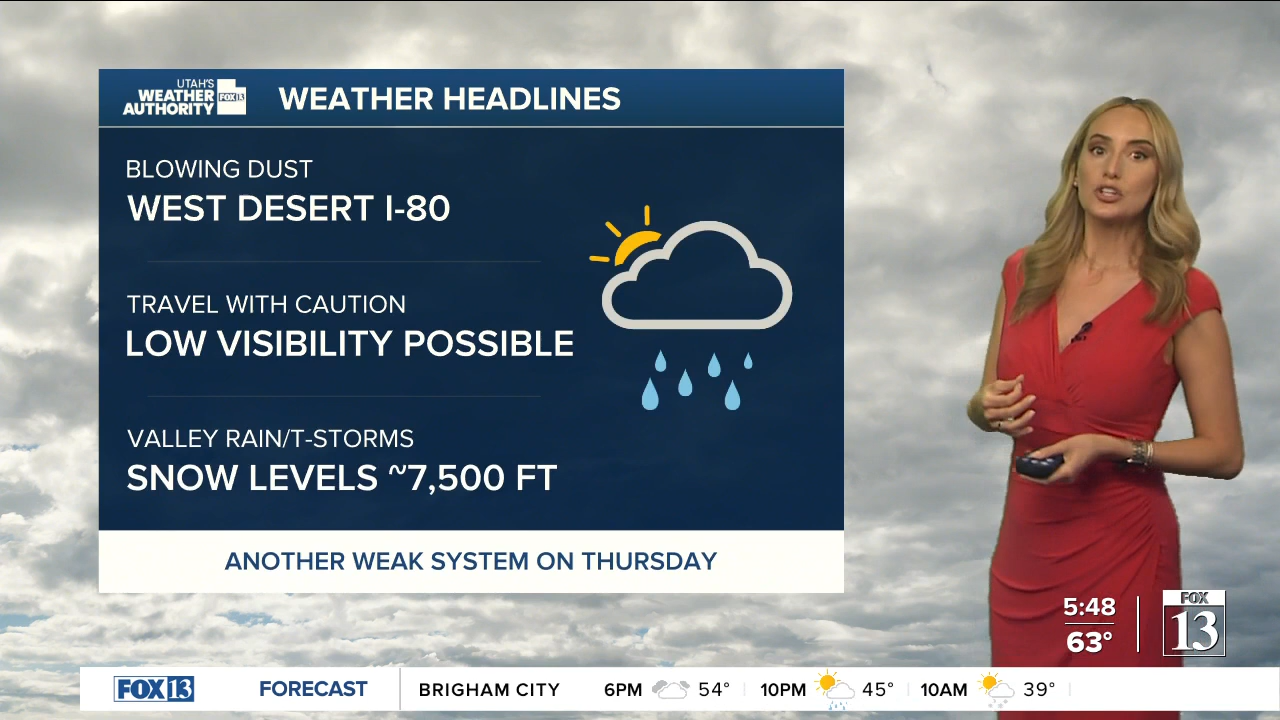 UTAH'S
WEATHER
AUTHORITY
FOX 13
WEATHER HEADLINES
BLOWING DUST
WEST DESERT I-80
TRAVEL WITH CAUTION
LOW VISIBILITY POSSIBLE
VALLEY RAIN/T-STORMS
SNOW LEVELS ~7,500 FT
ANOTHER WEAK SYSTEM ON THURSDAY
5:48
63°
FOX
13
FOX 13 FORECAST BRIGHAM CITY 6PM 54° 10PM 45° 10AM 39°